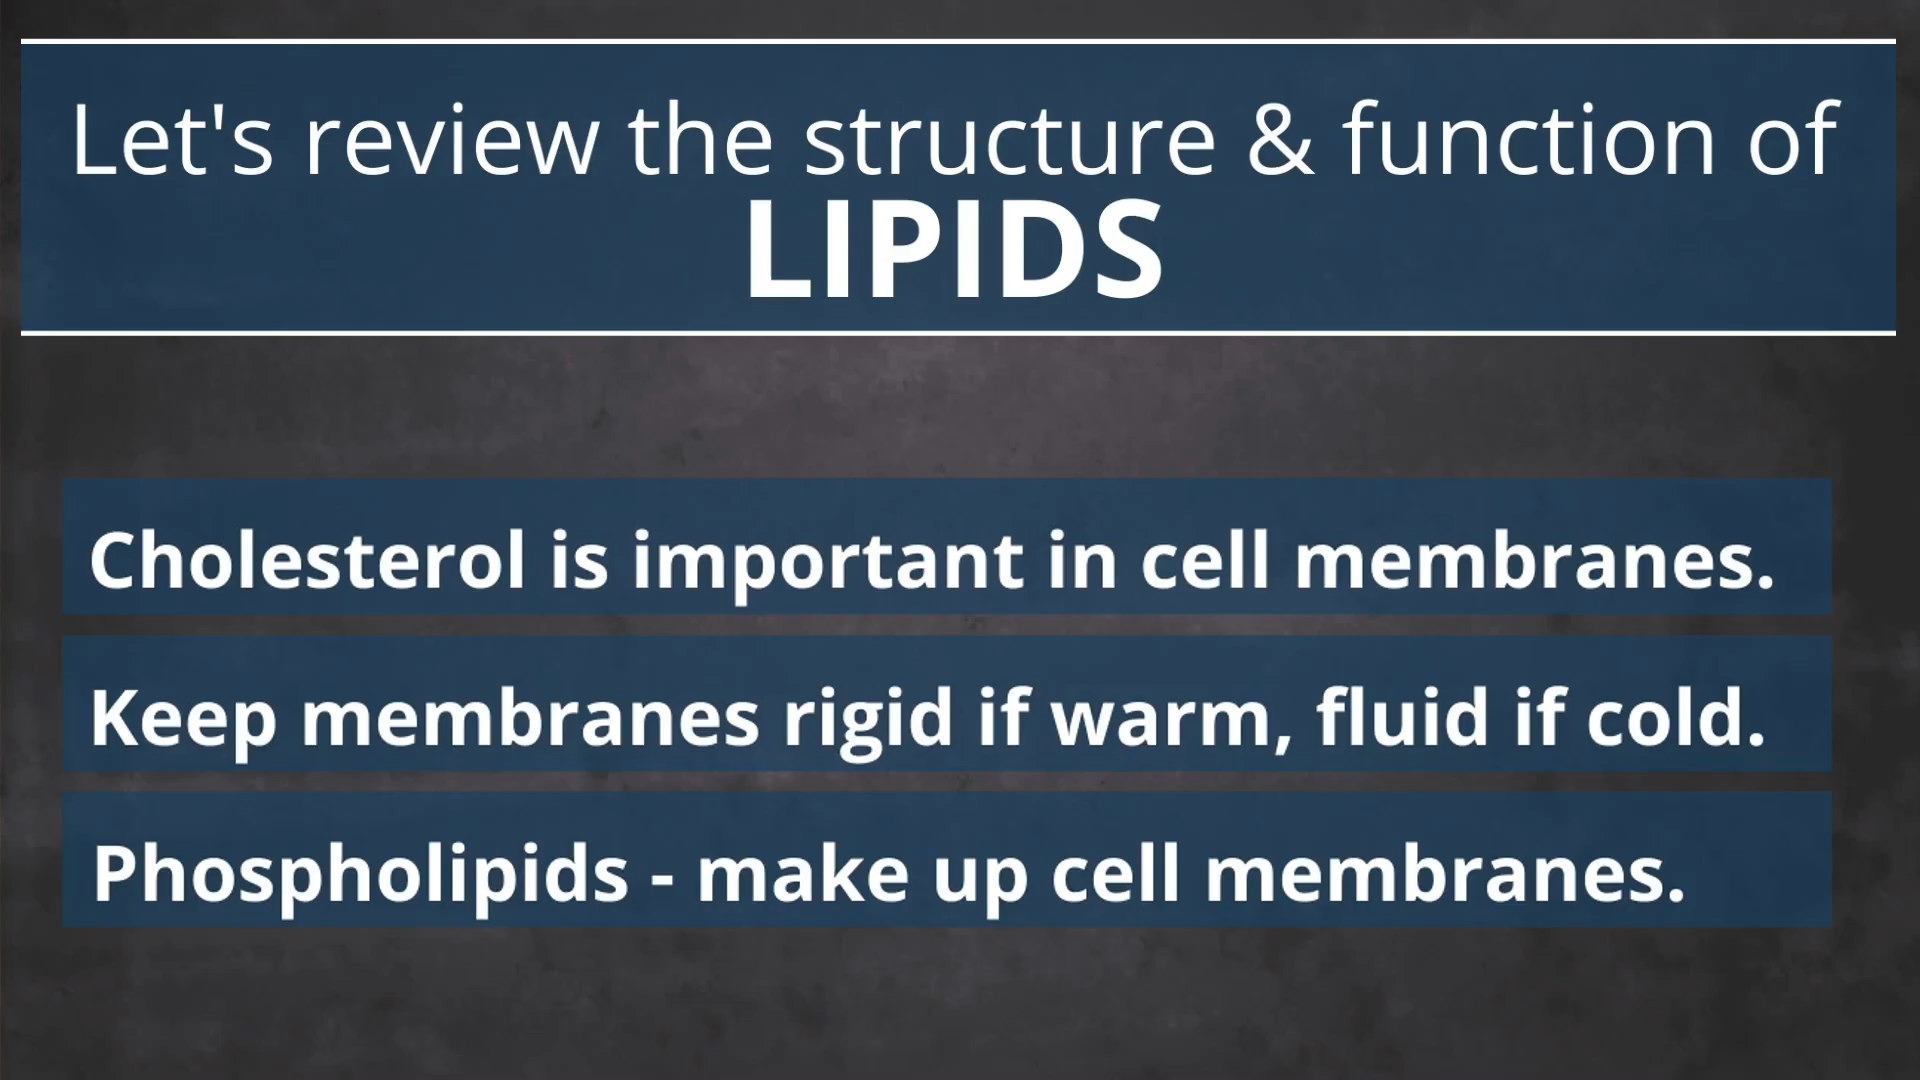 Let's review the structure & function of
LIPIDS
Cholesterol is important in cell membranes.
Keep membranes rigid if warm, fluid if cold.
Phospholipids - make up cell membranes.